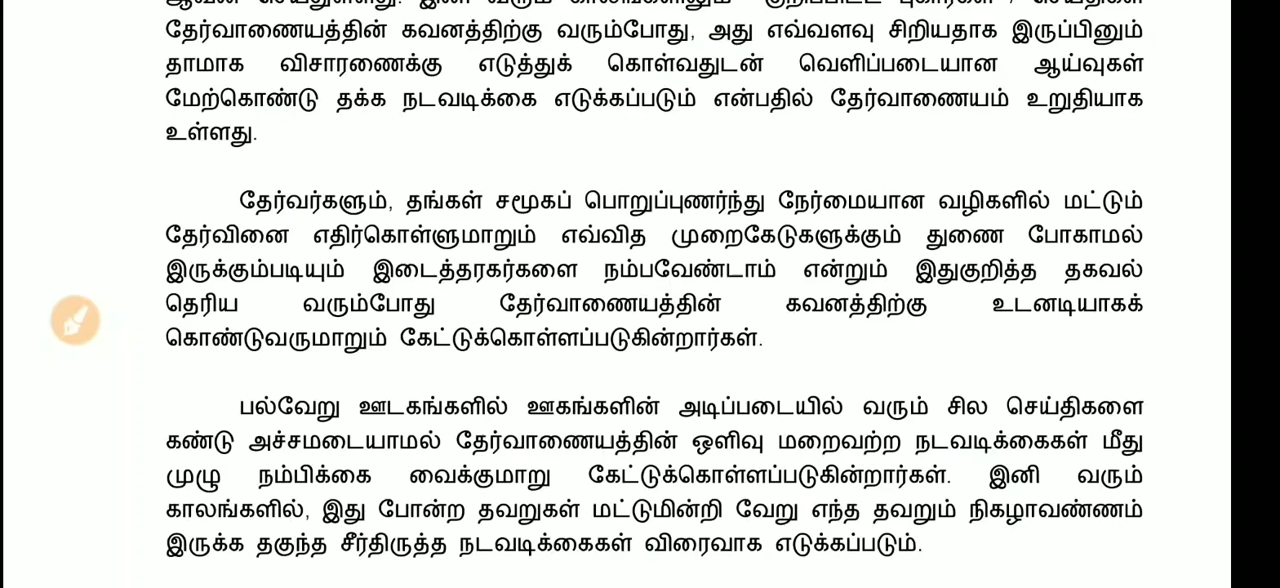 தேர்வாணையத்தின் கவனத்திற்கு வரும்போது, அது எவ்வளவு சிறியதாக இருப்பினும்
தாமாக விசாரணைக்கு எடுத்துக் கொள்வதுடன் வெளிப்படையான ஆய்வுகள்
மேற்கொண்டு தக்க நடவடிக்கை எடுக்கப்படும் என்பதில் தேர்வாணையம் உறுதியாக
உள்ளது.
தேர்வர்களும், தங்கள் சமூகப் பொறுப்புணர்ந்து நேர்மையான வழிகளில் மட்டும்
தேர்வினை எதிர்கொள்ளுமாறும் எவ்வித முறைகேடுகளுக்கும் துணை போகாமல்
இருக்கும்படியும் இடைத்தரகர்களை நம்பவேண்டாம் என்றும் இதுகுறித்த தகவல்
தெரிய வரும்போது தேர்வாணையத்தின் கவனத்திற்கு உடனடியாகக்
கொண்டுவருமாறும் கேட்டுக்கொள்ளப்படுகின்றார்கள்.
பல்வேறு ஊடகங்களில் ஊகங்களின் அடிப்படையில் வரும் சில செய்திகளை
கண்டு அச்சமடையாமல் தேர்வாணையத்தின் ஒளிவு மறைவற்ற நடவடிக்கைகள் மீது
முழு நம்பிக்கை வைக்குமாறு கேட்டுக்கொள்ளப்படுகின்றார்கள். இனி வரும்
காலங்களில், இது போன்ற தவறுகள் மட்டுமின்றி வேறு எந்த தவறும் நிகழாவண்ணம்
இருக்க தகுந்த சீர்திருத்த நடவடிக்கைகள் விரைவாக எடுக்கப்படும்.